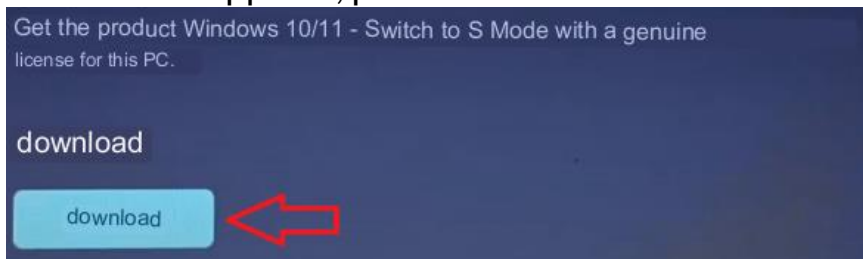 Get the product Windows 10/11 - Switch to S Mode with a genuine
license for this PC.
download
download